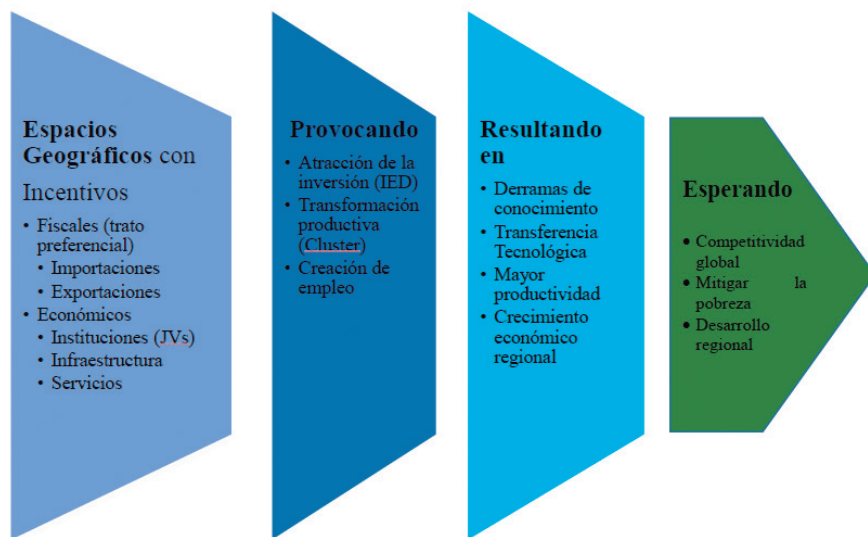 Espacios
Geográficos con
Incentivos
• Fiscales (trato
preferencial)
• Importaciones
• Exportaciones
• Económicos
• Instituciones (JVs)
• Infraestructura
• Servicios
Provocando
• Atracción de la
inversión (IED)
• Transformación
productiva
(Cluster)
• Creación de
empleo
Resultando
en
• Derramas de
conocimiento
• Transferencia
Tecnológica
• Mayor
productividad
• Crecimiento
económico
regional
Esperando
• Competitividad
global
• Mitigar la
pobreza
• Desarrollo
regional